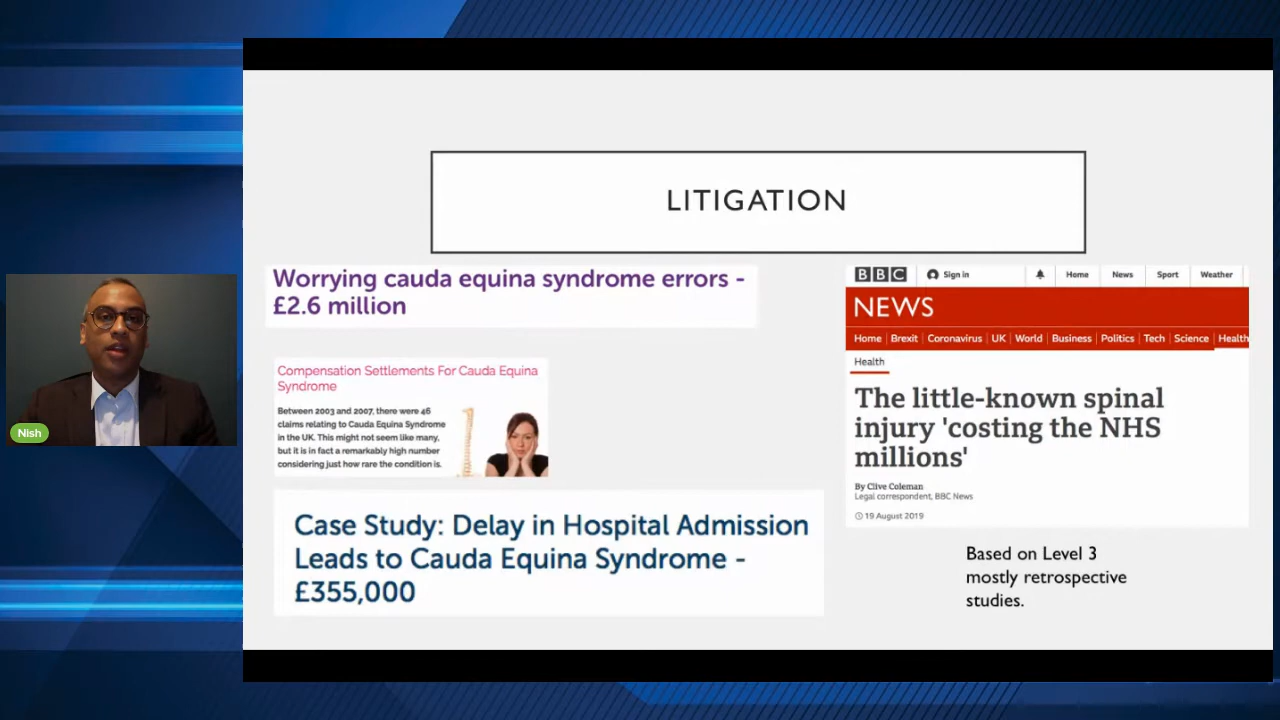 LITIGATION
Worrying cauda equina syndrome errors -
£2.6 million
Compensation Settlements For Cauda Equina
Syndrome
Between 2003 and 2007, there were 46
claims relating to Cauda Equina Syndrome
in the UK. This might not seem like many,
but it is in fact a remarkably high number
considering just how rare the condition is.
Case Study: Delay in Hospital Admission
Leads to Cauda Equina Syndrome -
£355,000
BBC Sign in Home News Sport Weather
NEWS
Home Brexit Coronavirus UK World Business Politics Tech Science Health
Health
The little-known spinal
injury 'costing the NHS
millions'
By Clive Coleman
Legal correspondent, BBC News
19 August 2019
Based on Level 3
mostly retrospective
studies.
Nish